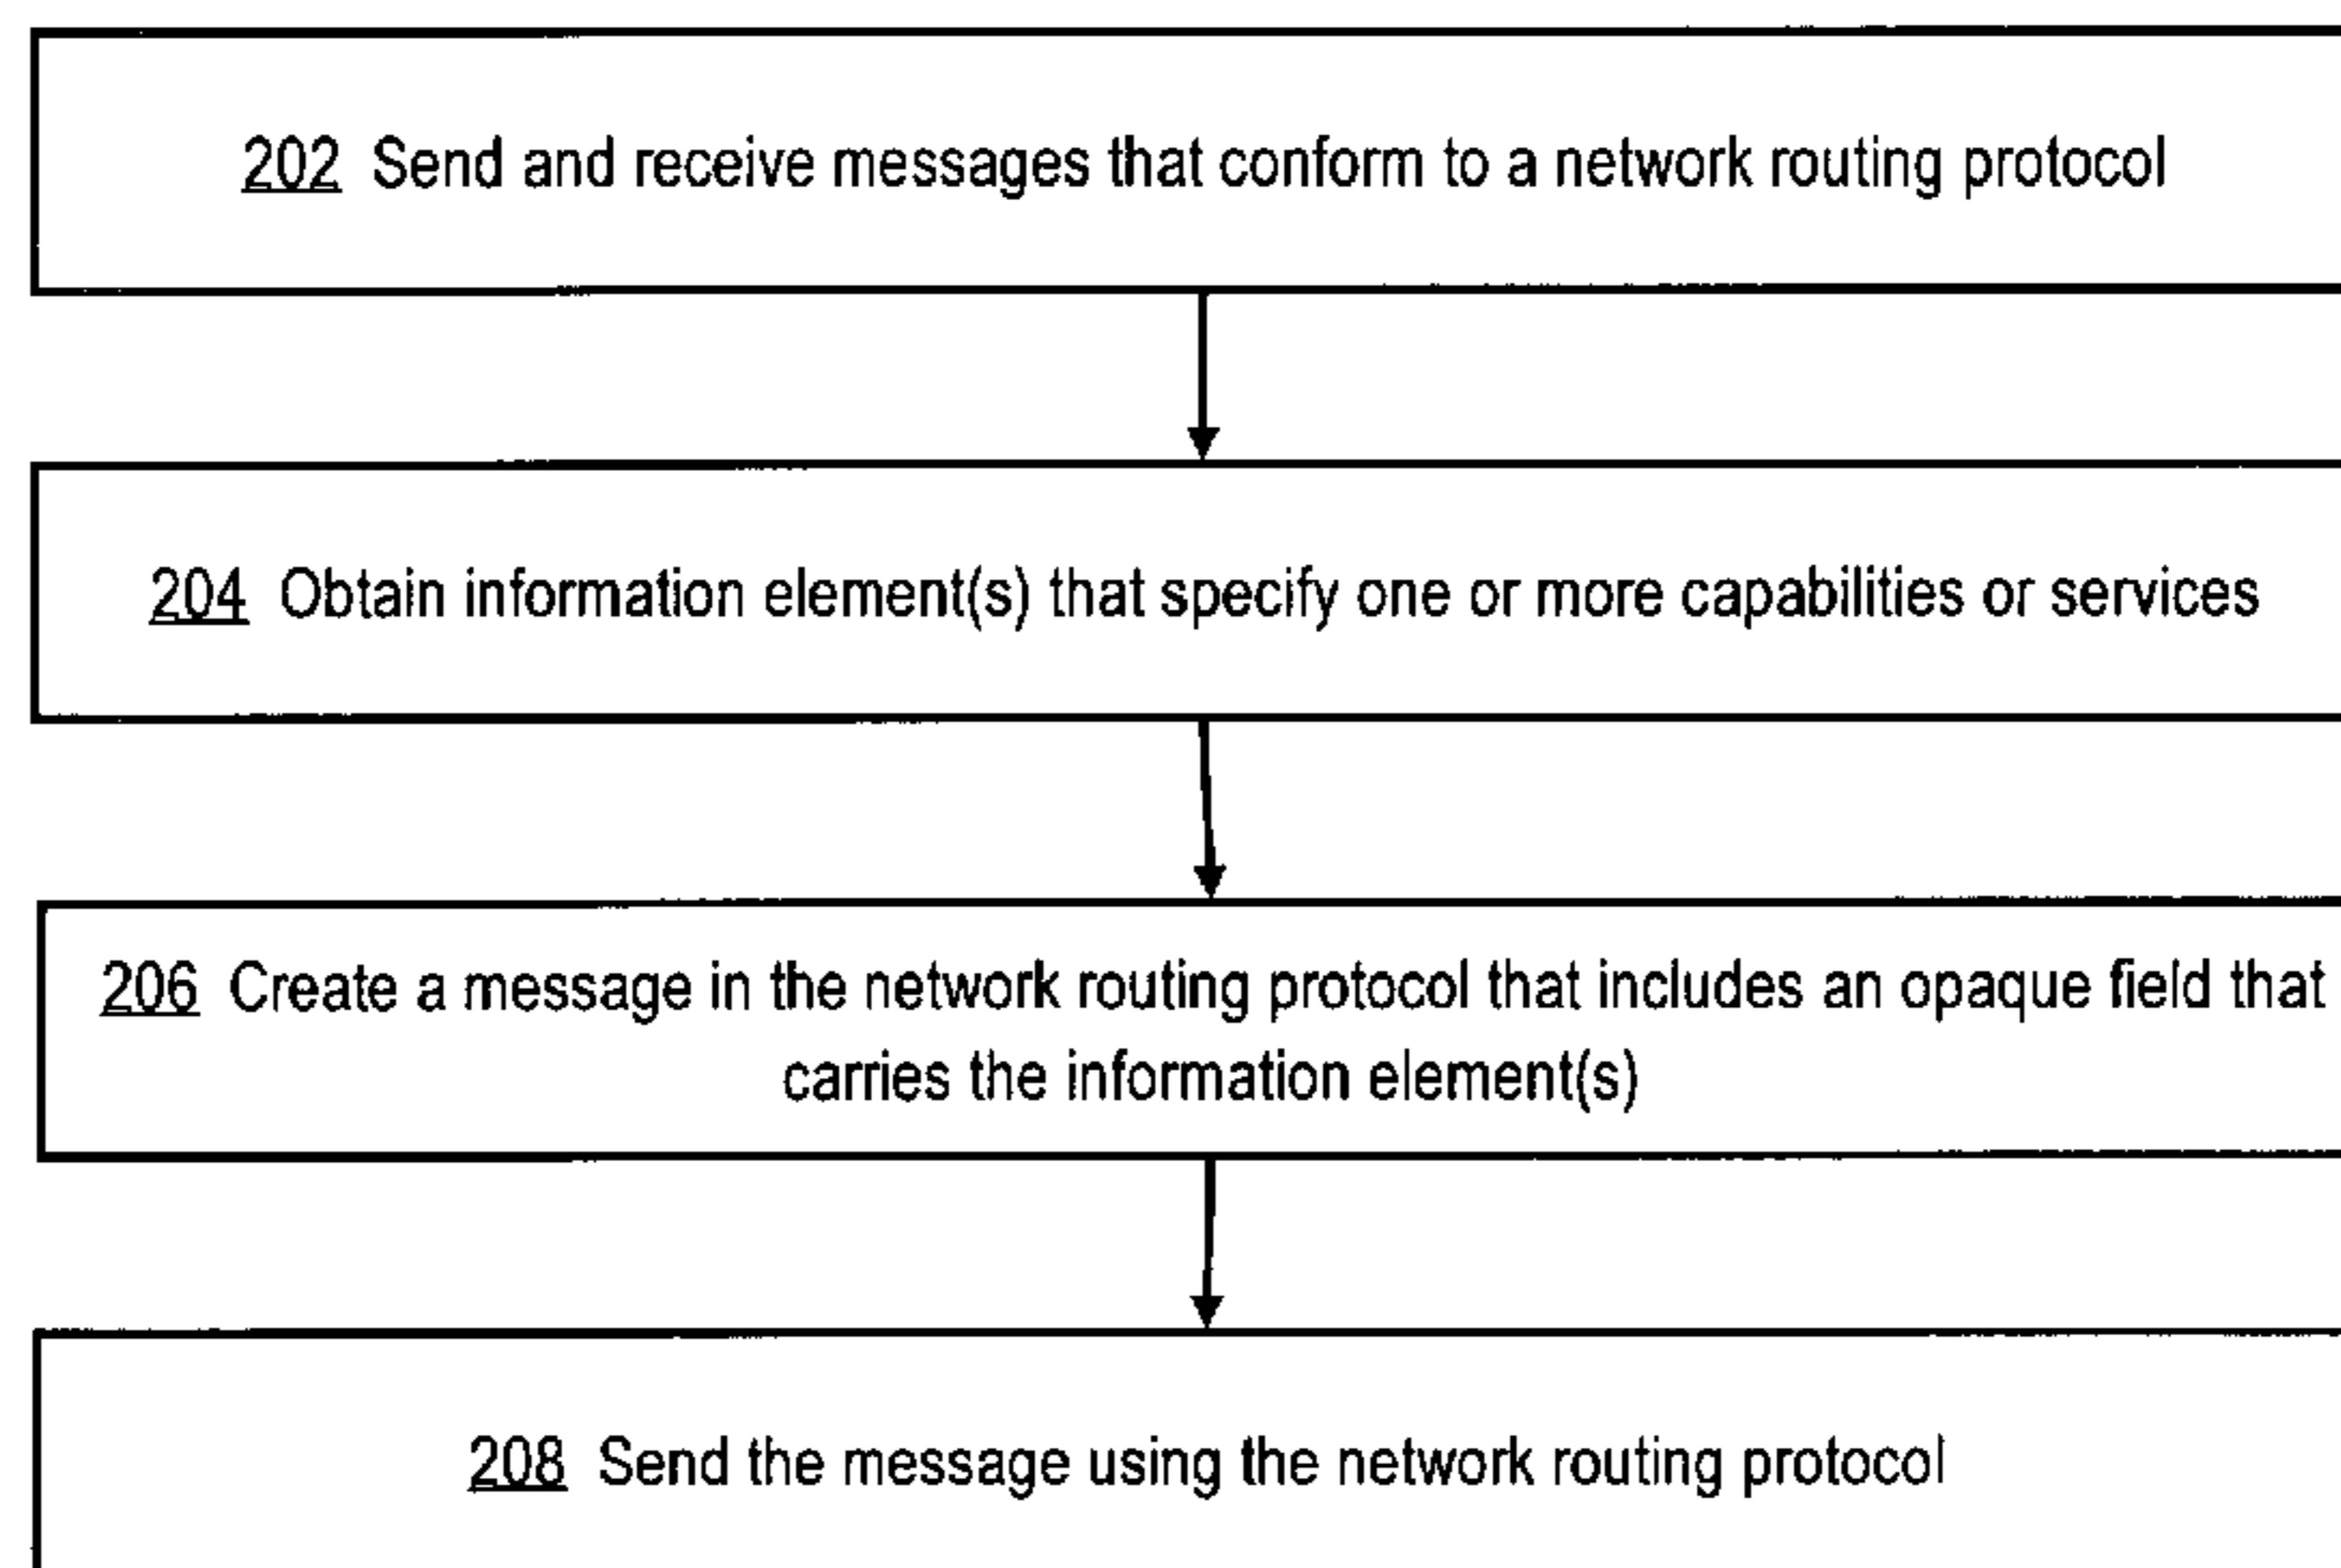 202 Send and receive messages that conform to a network routing protocol
204 Obtain information element(s) that specify one or more capabilities or services
206 Create a message in the network routing protocol that includes an opaque field that
carries the information element(s)
208 Send the message using the network routing protocol